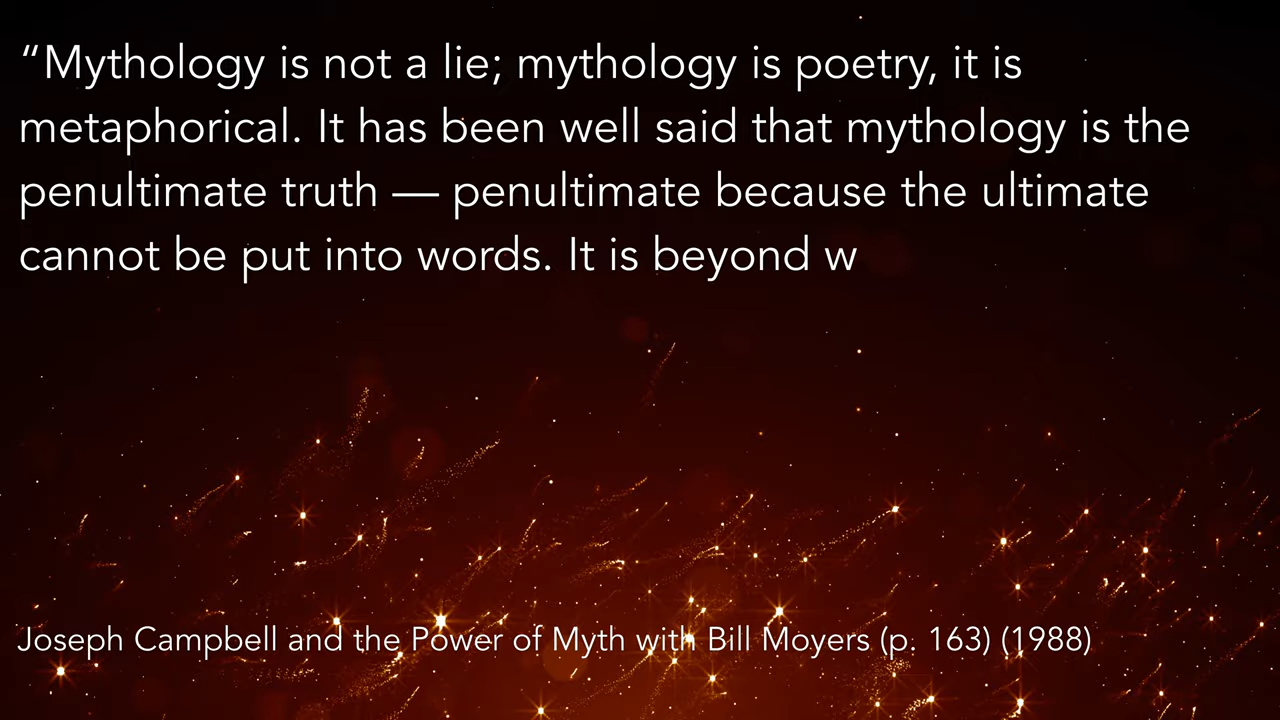 “Mythology is not a lie; mythology is poetry, it is
metaphorical. It has been well said that mythology is the
penultimate truth — penultimate because the ultimate
cannot be put into words. It is beyond w
Joseph Campbell and the Power of Myth with Bill Moyers (p. 163) (1988)